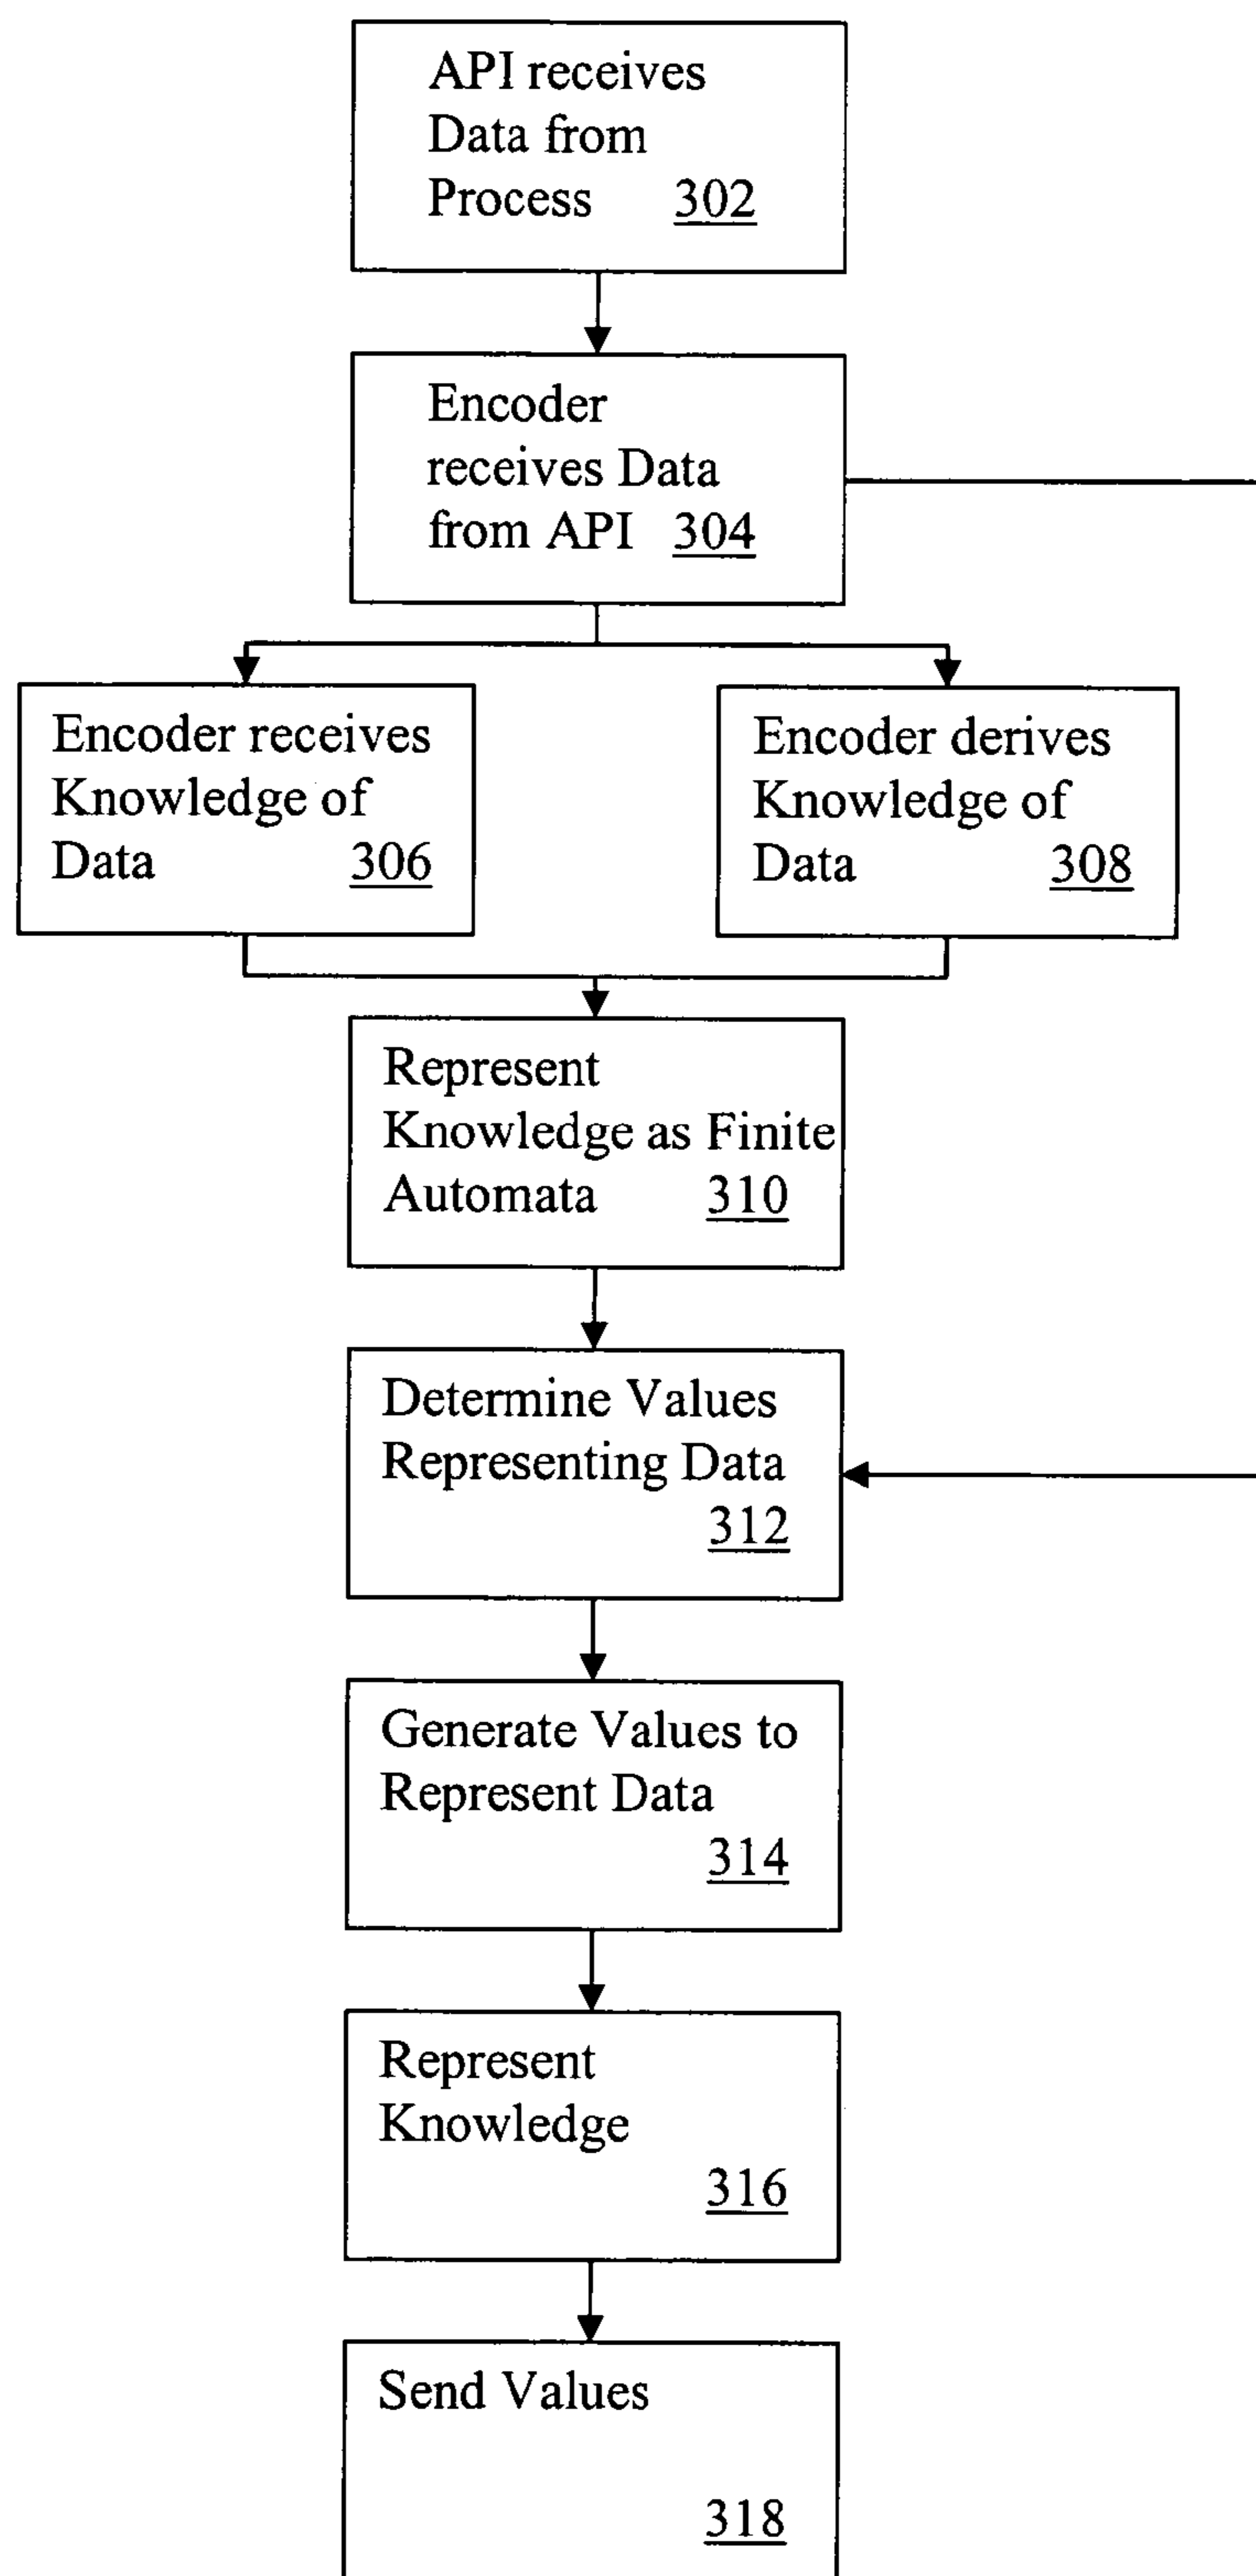 API receives
Data from
Process 302
Encoder
receives Data
from API 304
Encoder receives
Knowledge of
Data 306
Encoder derives
Knowledge of
Data 308
Represent
Knowledge as Finite
Automata 310
Determine Values
Representing Data
312
Generate Values to
Represent Data
314
Represent
Knowledge
316
Send Values
318